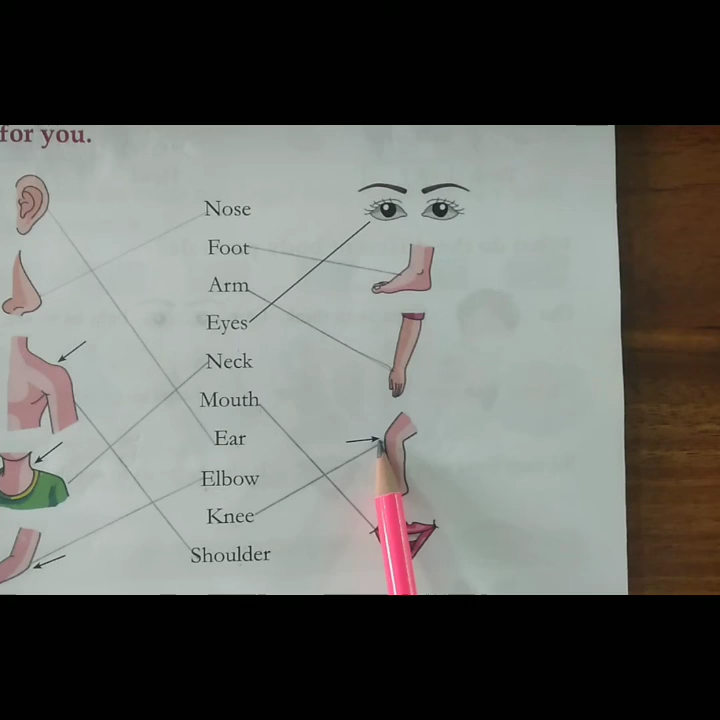 for you.
Nose
Foot
Arm
Eyes
Neck
Mouth
Ear
Elbow
Knee
Shoulder